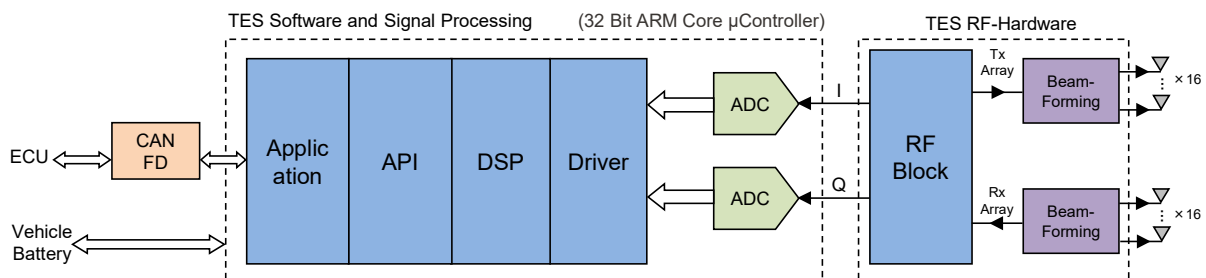 TES Software and Signal Processing
(32 Bit ARM Core µController)
TES RF-Hardware
ECU
CAN
FD
Vehicle
Battery
Applic
ation
API
DSP
Driver
ADC
ADC
I
Q
RF
Block
Tx
Array
Beam-
Forming
× 16
Rx
Array
Beam-
Forming
× 16